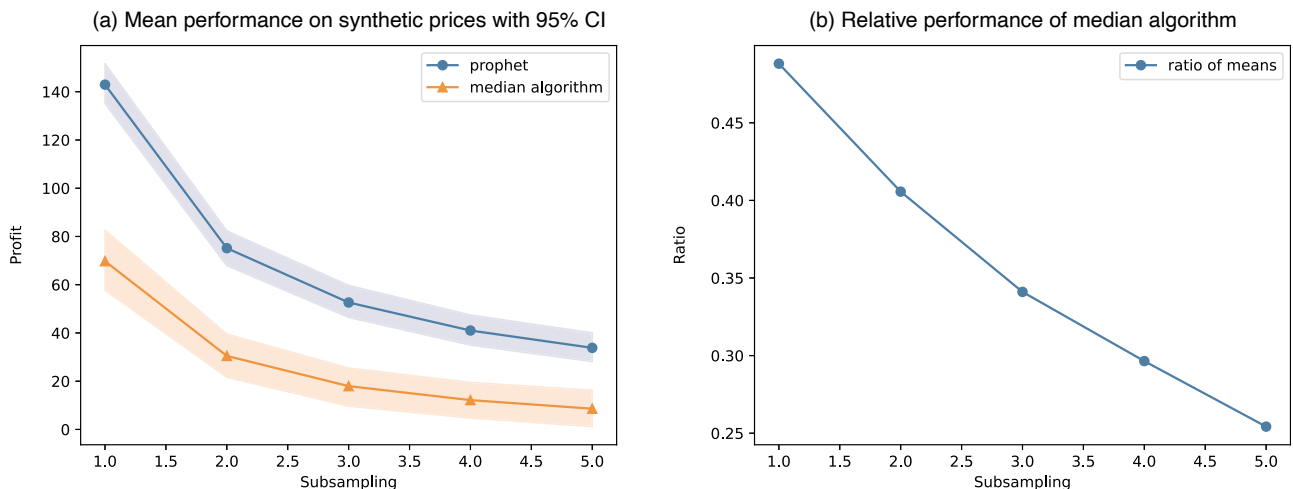 (a) Mean performance on synthetic prices with 95% CI
prophet
median algorithm
140
120
100
80
60
40
20
0
Profit
1.0 1.5 2.0 2.5 3.0 3.5 4.0 4.5 5.0
Subsampling
(b) Relative performance of median algorithm
ratio of means
0.45
0.40
0.35
0.30
0.25
Ratio
1.0 1.5 2.0 2.5 3.0 3.5 4.0 4.5 5.0
Subsampling